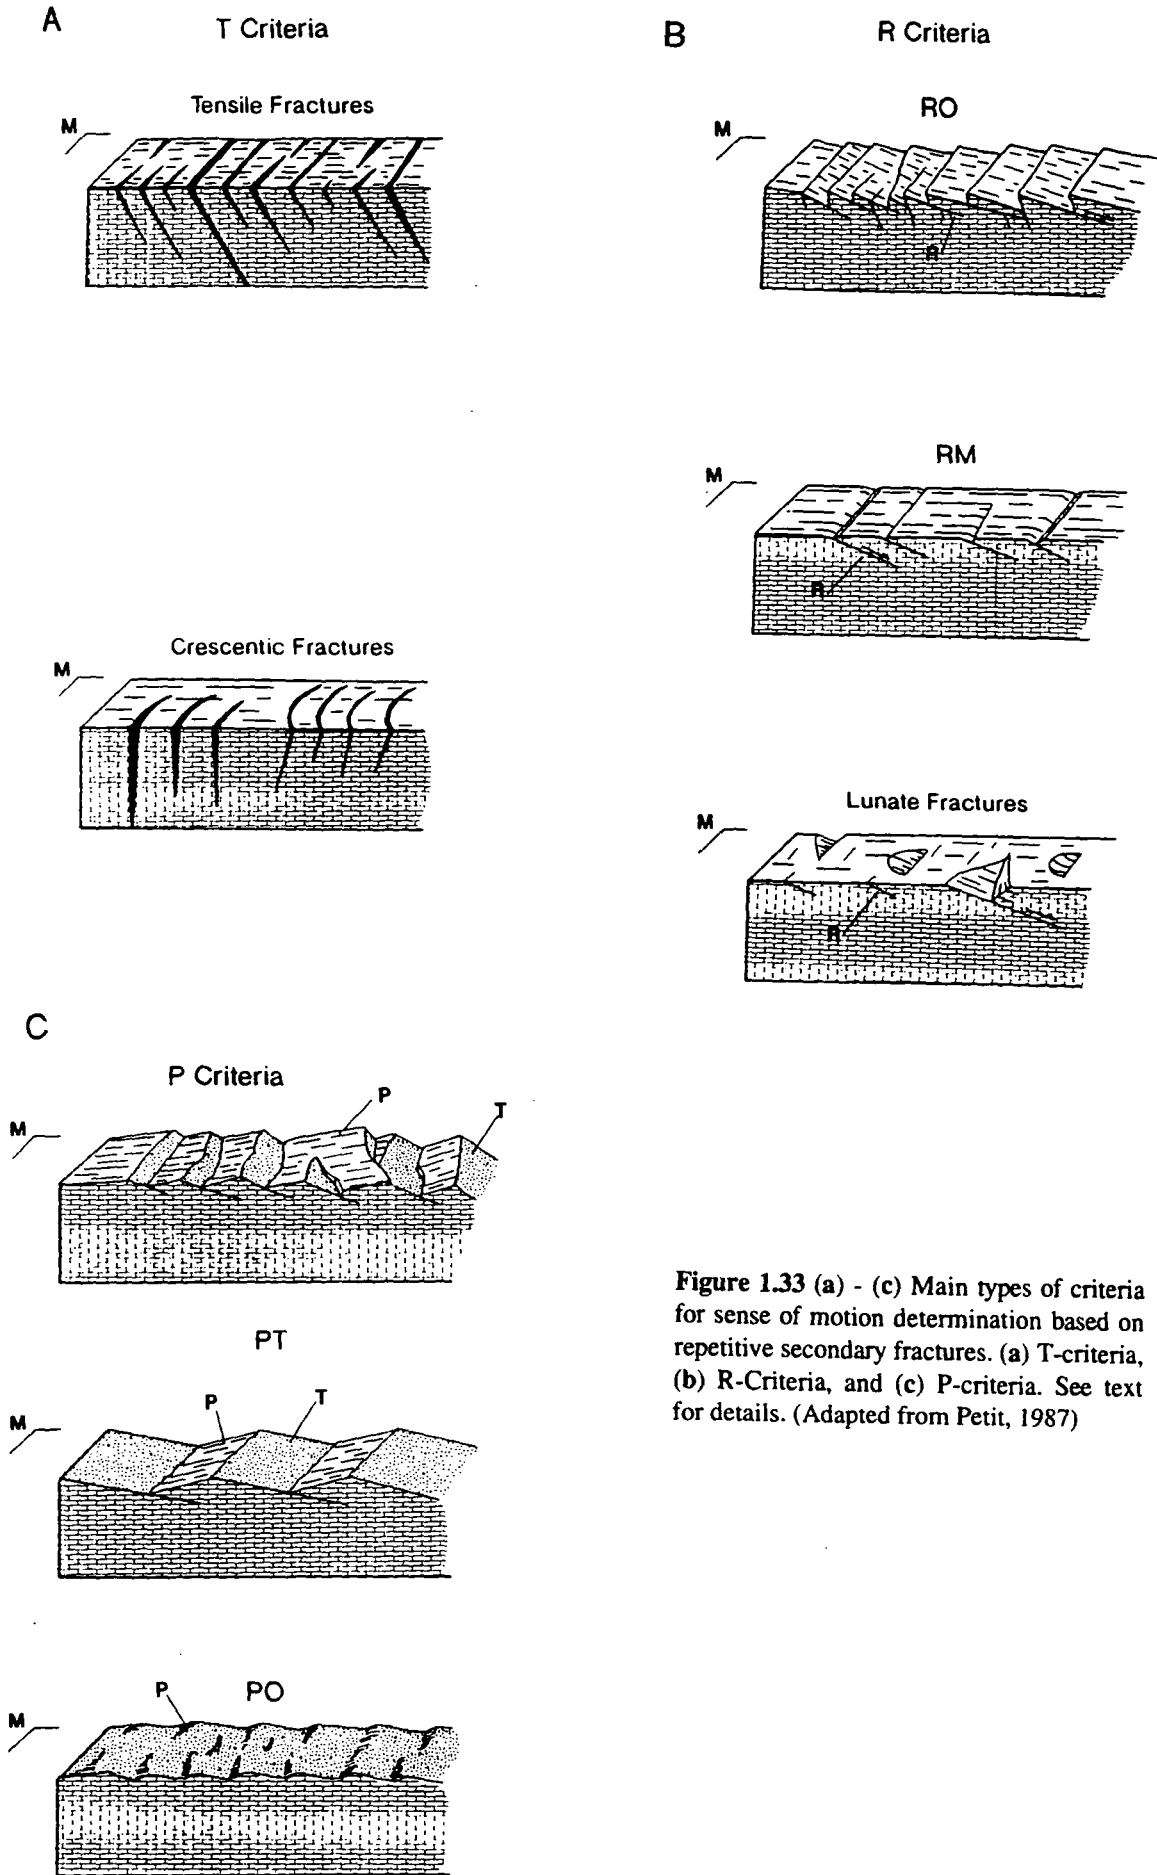 A
T Criteria
Tensile Fractures
M
Crescentic Fractures
M
B
R Criteria
RO
M
R
RM
M
R
Lunate Fractures
M
R
C
P Criteria
P
T
M
PT
P
T
M
PO
P
M
Figure 1.33 (a) - (c) Main types of criteria
for sense of motion determination based on
repetitive secondary fractures. (a) T-criteria,
(b) R-Criteria, and (c) P-criteria. See text
for details. (Adapted from Petit, 1987)